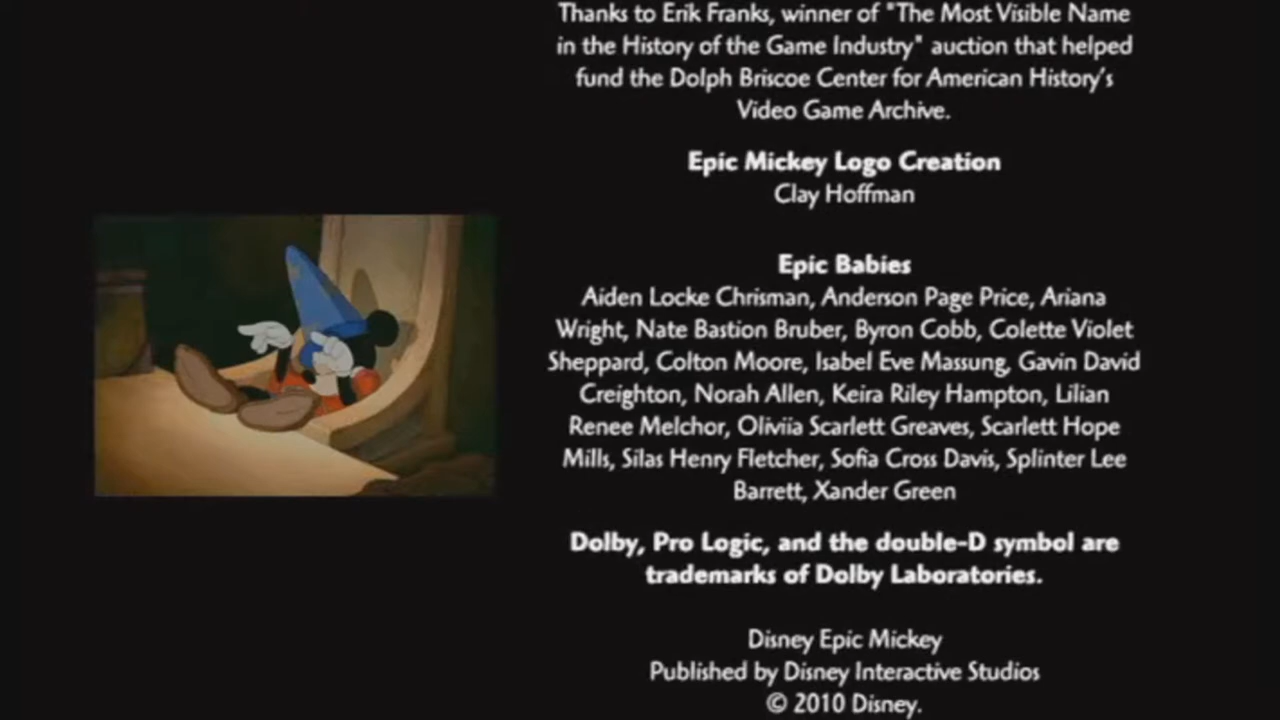 Thanks to Erik Franks, winner of "The Most Visible Name
in the History of the Game Industry" auction that helped
fund the Dolph Briscoe Center for American History's
Video Game Archive.
Epic Mickey Logo Creation
Clay Hoffman
Epic Babies
Aiden Locke Chrisman, Anderson Page Price, Ariana
Wright, Nate Bastion Bruber, Byron Cobb, Colette Violet
Sheppard, Colton Moore, Isabel Eve Massung, Gavin David
Creighton, Norah Allen, Keira Riley Hampton, Lilian
Renee Melchor, Oliviia Scarlett Greaves, Scarlett Hope
Mills, Silas Henry Fletcher, Sofia Cross Davis, Splinter Lee
Barrett, Xander Green
Dolby, Pro Logic, and the double-D symbol are
trademarks of Dolby Laboratories.
Disney Epic Mickey
Published by Disney Interactive Studios
© 2010 Disney.